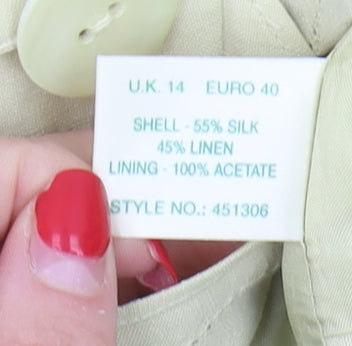 U.K. 14 EURO 40
SHELL - 55% SILK
45% LINEN
LINING - 100% ACETATE
STYLE NO.: 451306